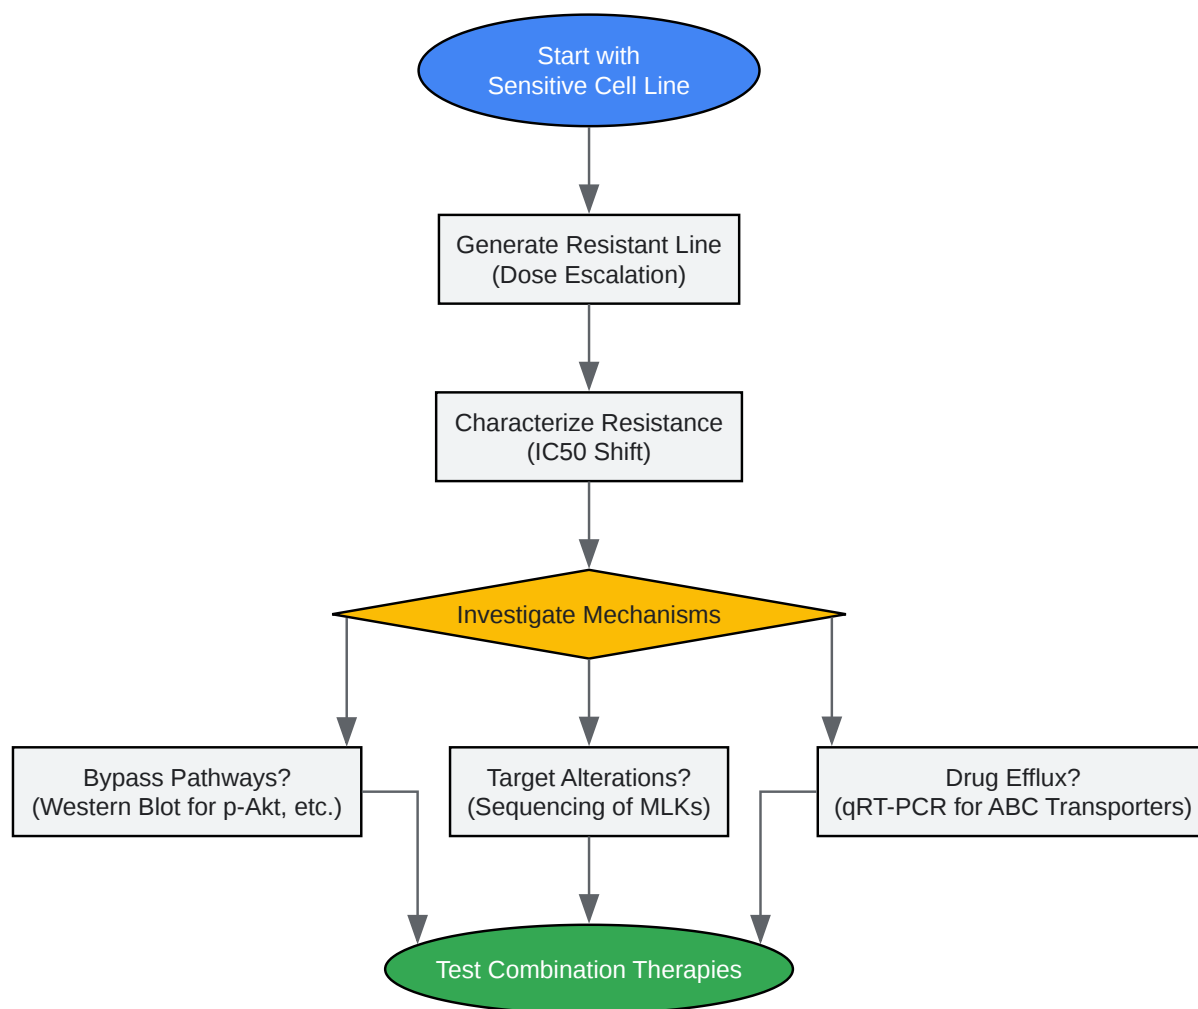 Start with
Sensitive Cell Line
Generate Resistant Line
(Dose Escalation)
Characterize Resistance
(IC50 Shift)
Investigate Mechanisms
Bypass Pathways?
(Western Blot for p-Akt, etc.)
Target Alterations?
(Sequencing of MLKs)
Drug Efflux?
(qRT-PCR for ABC Transporters)
Test Combination Therapies